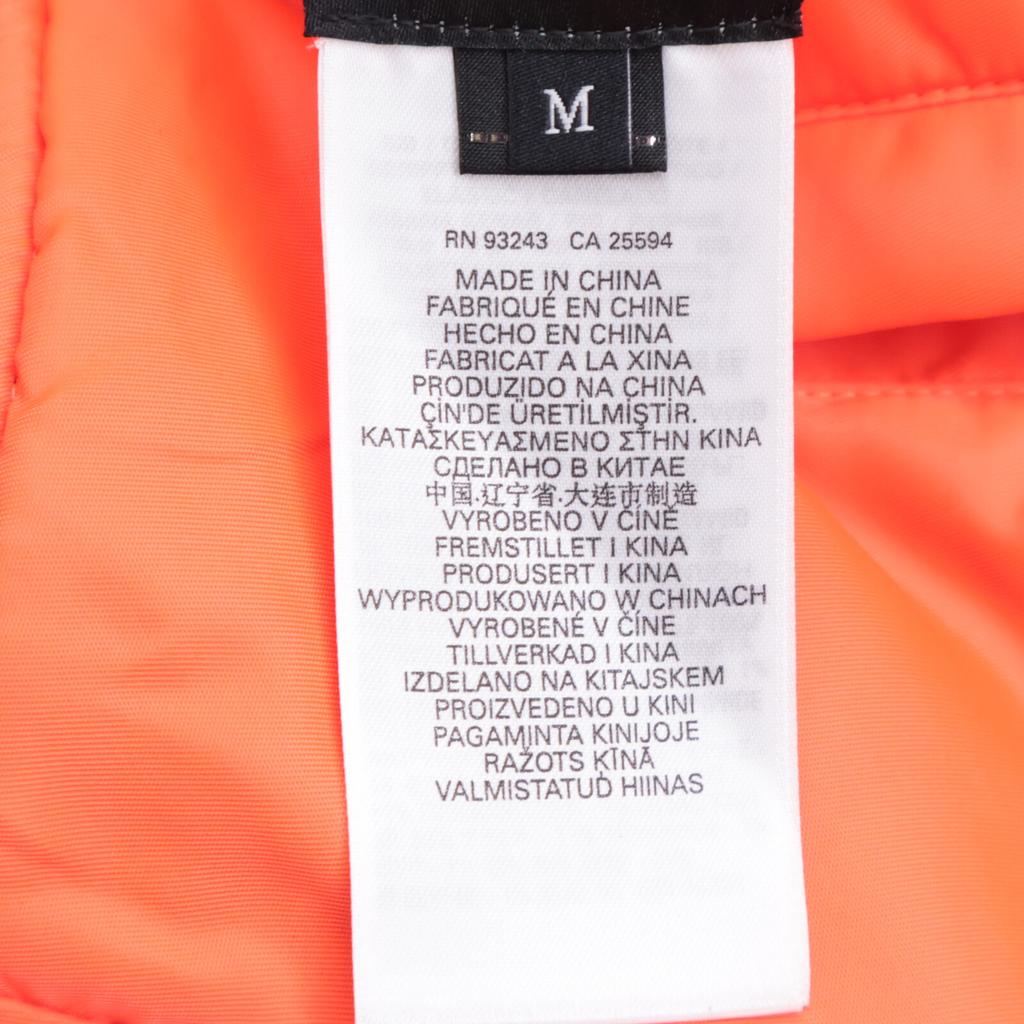 M
RN 93243 CA 25594
MADE IN CHINA
FABRIQUÉ EN CHINE
HECHO EN CHINA
FABRICAT A LA XINA
PRODUZIDO NA CHINA
ÇİN'DE ÜRETİLMİŞTİR.
ΚΑΤΑΣΚΕΥΑΣΜΕΝΟ ΣΤΗΝ ΚΙΝΑ
СДЕЛАНО В КИТАЕ
中国.辽宁省.大连市制造
VYROBENO V ČÍNĚ
FREMSTILLET I KINA
PRODUSERT I KINA
WYPRODUKOWANO W CHINACH
VYROBENÉ V ČÍNE
TILLVERKAD I KINA
IZDELANO NA KITAJSKEM
PROIZVEDENO U KINI
PAGAMINTA KINIJOJE
RAŽOTS ĶĪNĀ
VALMISTATUD HIINAS